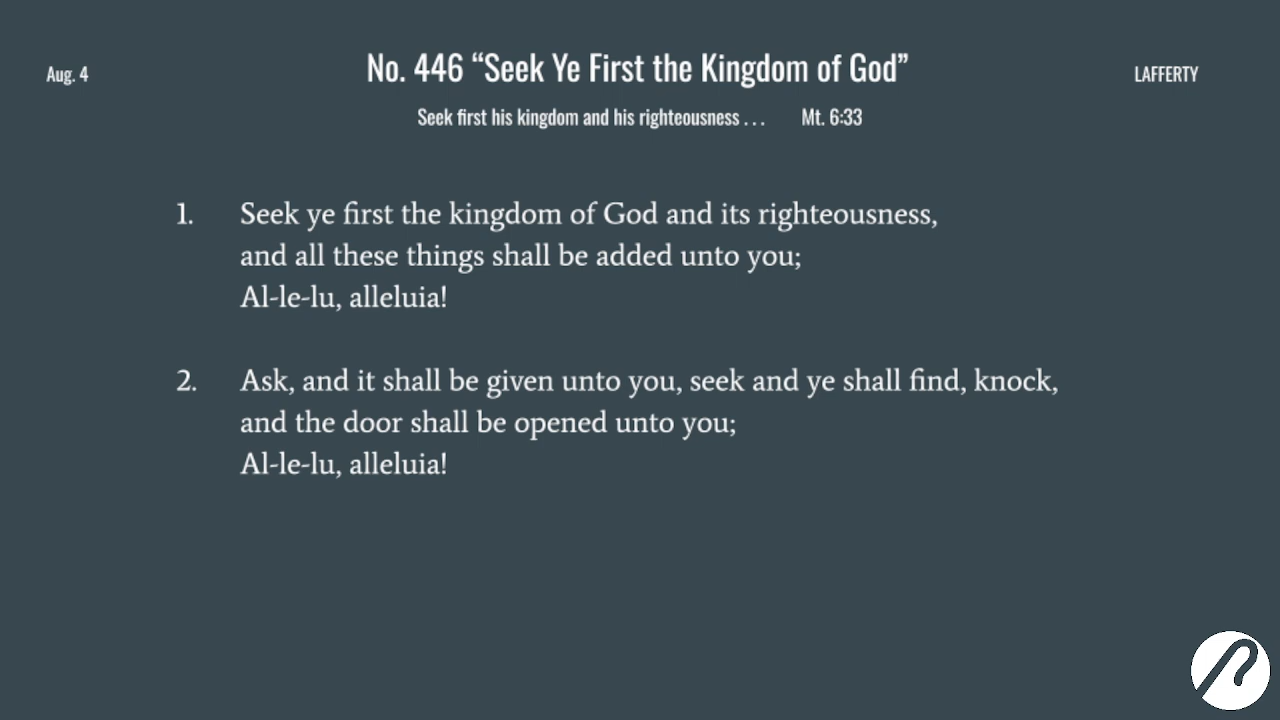 Aug. 4
No. 446 “Seek Ye First the Kingdom of God”
LAFFERTY
Seek first his kingdom and his righteousness . . . Mt. 6:33
1. Seek ye first the kingdom of God and its righteousness,
and all these things shall be added unto you;
Al-le-lu, alleluia!
2. Ask, and it shall be given unto you, seek and ye shall find, knock,
and the door shall be opened unto you;
Al-le-lu, alleluia!